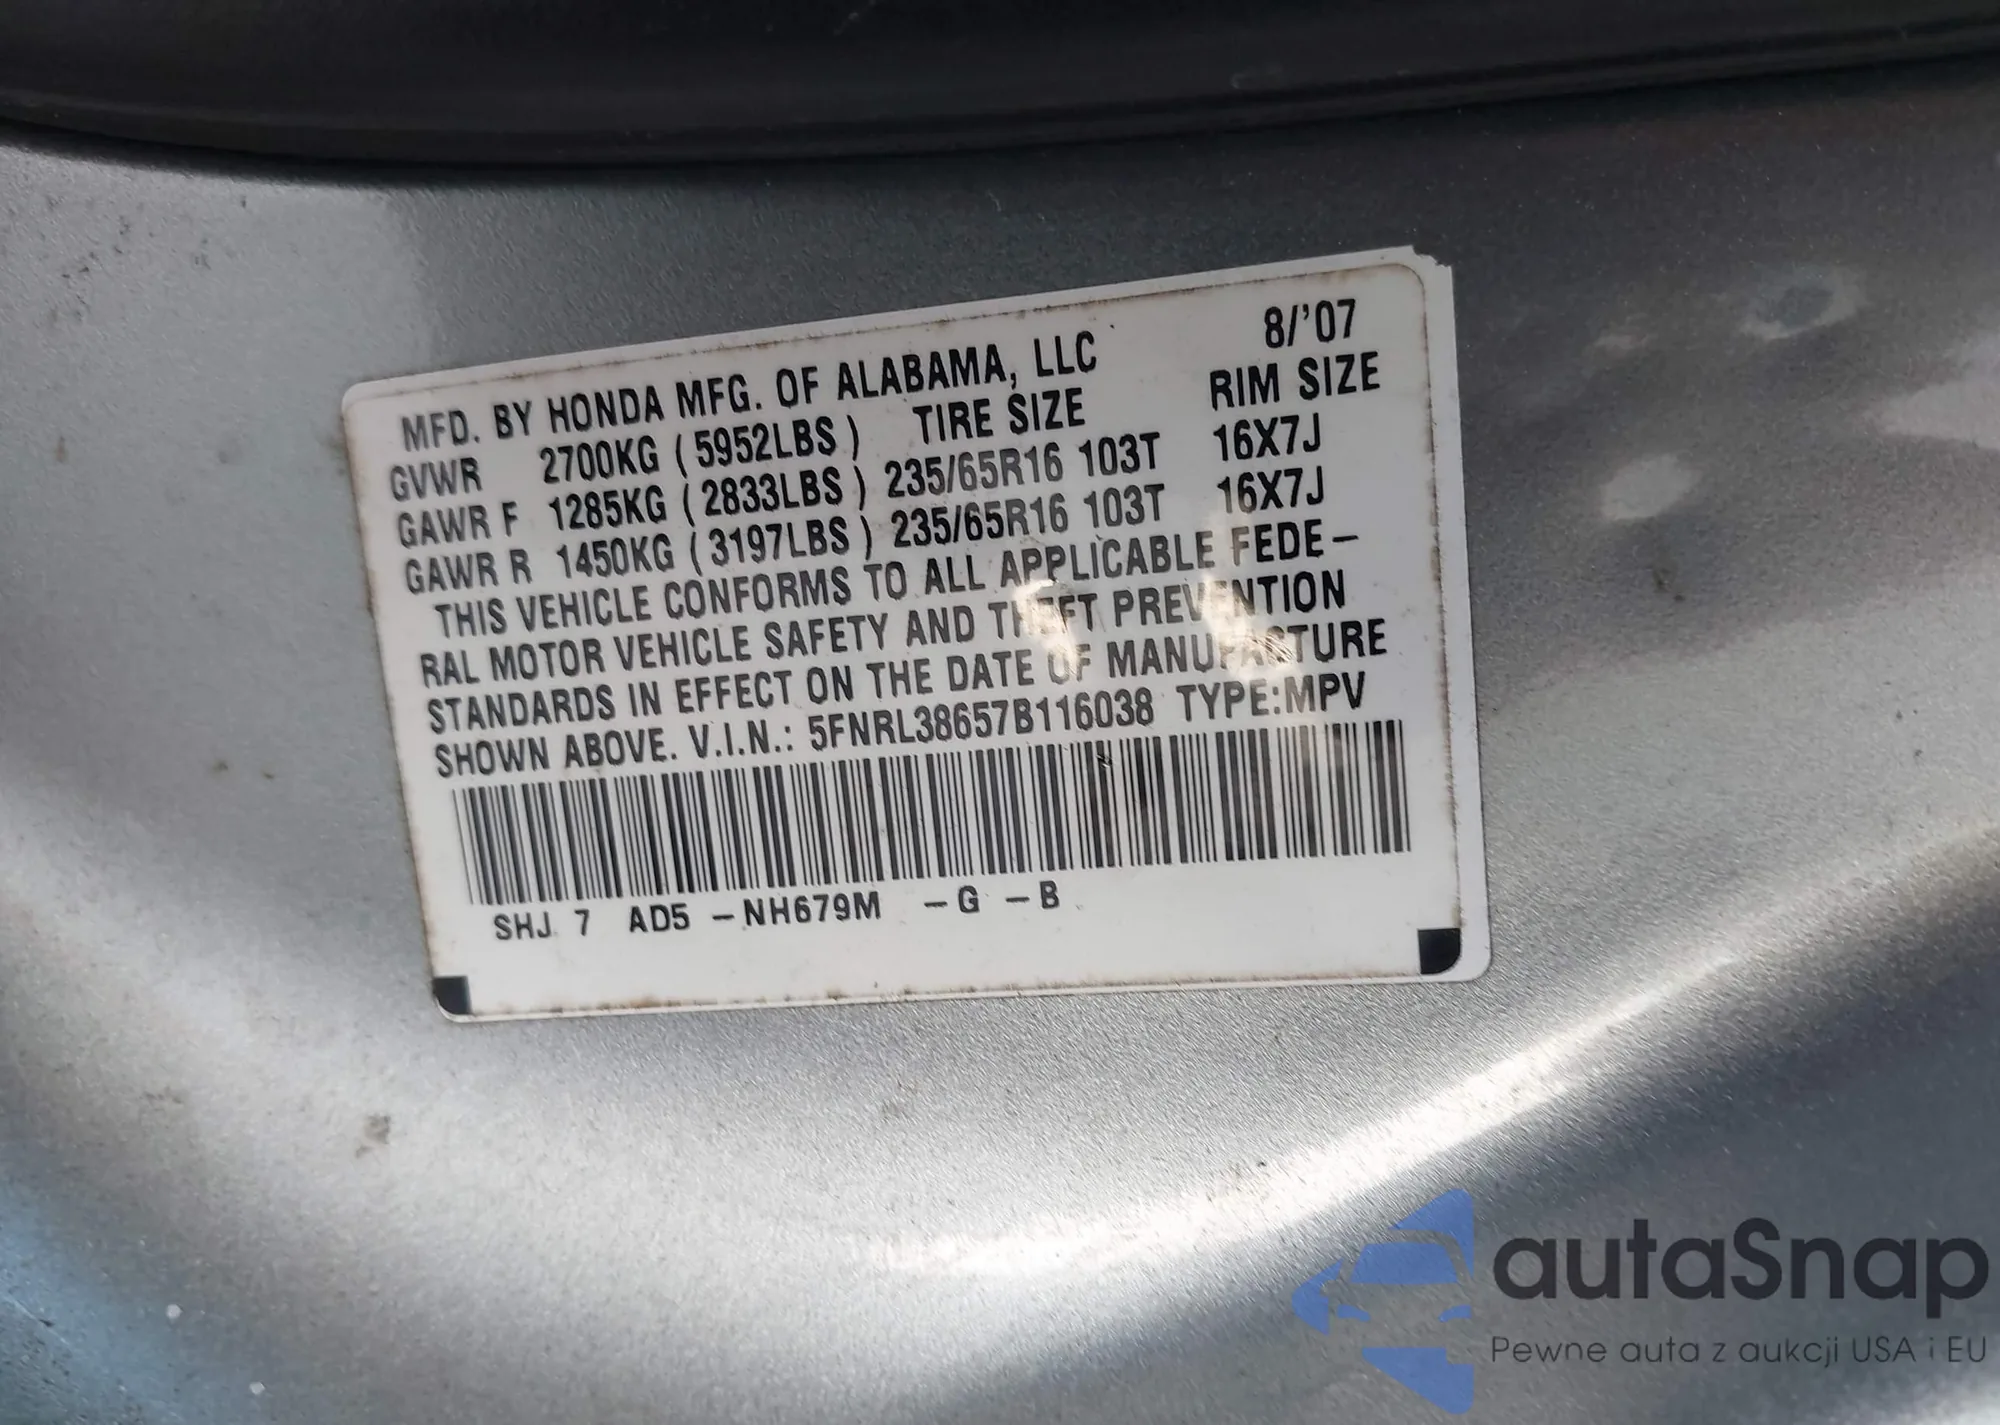 MFD. BY HONDA MFG. OF ALABAMA, LLC 8/'07
GVWR 2700KG ( 5952LBS ) TIRE SIZE RIM SIZE
GAWR F 1285KG ( 2833LBS ) 235/65R16 103T 16X7J
GAWR R 1450KG ( 3197LBS ) 235/65R16 103T 16X7J
THIS VEHICLE CONFORMS TO ALL APPLICABLE FEDE–
RAL MOTOR VEHICLE SAFETY AND THEFT PREVENTION
STANDARDS IN EFFECT ON THE DATE OF MANUFACTURE
SHOWN ABOVE. V.I.N.: 5FNRL38657B116038 TYPE:MPV
SHJ 7 AD5 –NH679M –G –B
autaSnap
Pewne auta z aukcji USA i EU